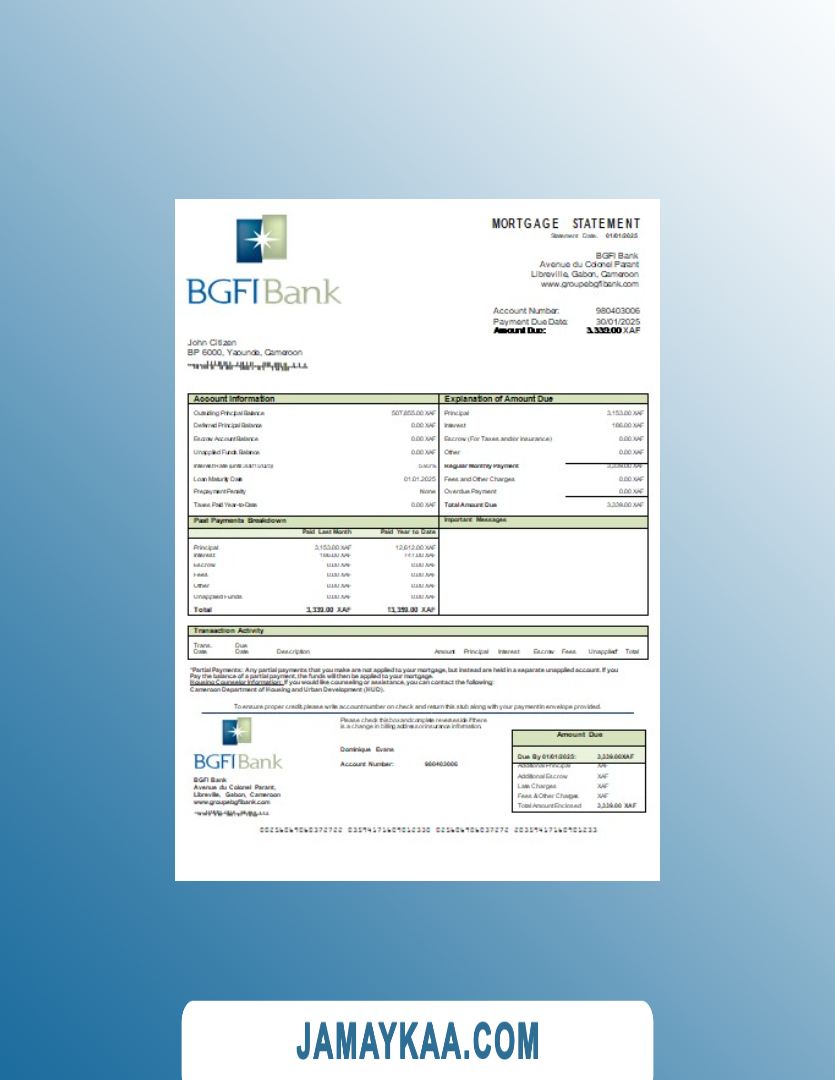 MORTGAGE STATEMENT
Statement Date: 01/01/2025
BGFIBank
BGFI Bank
Avenue du Colonel Parant
Libreville, Gabon, Cameroon
www.groupebgfibank.com
Account Number: 980403006
Payment Due Date: 30/01/2025
Amount Due: 3,339.00 XAF
John Citizen
BP 6000, Yaounde, Cameroon
Account Information Explanation of Amount Due
Outstding Principal Balance 507,855.00 XAF Principal 3,153.00 XAF
Deferred Principal Balance 0.00 XAF Interest 186.00 XAF
Escrow Account Balance 0.00 XAF Escrow (For Taxes and/or Insurance) 0.00 XAF
Unapplied Funds Balance 0.00 XAF Other 0.00 XAF
Regular Monthly Payment 3,339.00 XAF
Loan Maturity Date 01.01.2025 Fees and Other Charges 0.00 XAF
Prepayment Penalty None Overdue Payment 0.00 XAF
Taxes Paid Year-to-Date 0.00 XAF Total Amount Due 3,339.00 XAF
Past Payments Breakdown Important Messages
Paid Last Month Paid Year to Date
Principal 3,153.00 XAF 12,612.00 XAF
Interest 186.00 XAF
Escrow 0.00 XAF 0.00 XAF
Fees 0.00 XAF 0.00 XAF
Other 0.00 XAF 0.00 XAF
Unapplied Funds 0.00 XAF 0.00 XAF
Total 3,339.00 XAF 13,359.00 XAF
Transaction Activity
Trans. Due
Date Date Description Amount Principal Interest Escrow Fees Unapplied Total
*Partial Payments: Any partial payments that you make are not applied to your mortgage, but instead are held in a separate unapplied account. If you
Pay the balance of a partial payment, the funds will then be applied to your mortgage.
Housing Counselor Information: If you would like counseling or assistance, you can contact the following:
Cameroon Department of Housing and Urban Development (HUD).
To ensure proper credit, please write account number on check and return this stub along with your payment in envelope provided.
BGFIBank
Please check this box and complete reverse side if there
is a change in billing address or insurance information.
Dominique Evans
Account Number: 980403006
Amount Due
Due By 01/01/2025: 3,339.00XAF
Additional Principal XAF
Additional Escrow XAF
Late Charges XAF
Fees & Other Charges XAF
Total Amount Enclosed 3,339.00 XAF
BGFI Bank
Avenue du Colonel Parant,
Libreville, Gabon, Cameroon
www.groupebgfibank.com
JAMAYKAA.COM